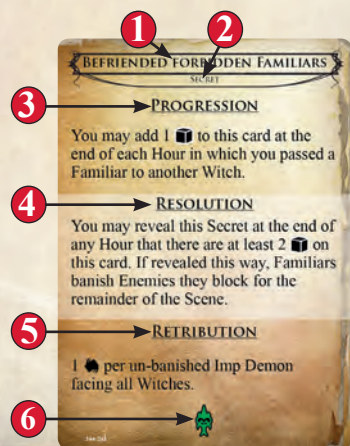 1 2
BEFRIENDED FORBIDDEN FAMILIARS
SECRET
3 PROGRESSION
You may add 1 to this card at the
end of each Hour in which you passed a
Familiar to another Witch.
4 RESOLUTION
You may reveal this Secret at the end of
any Hour that there are at least 2 on
this card. If revealed this way, Familiars
banish Enemies they block for the
remainder of the Scene.
5 RETRIBUTION
1 per un-banished Imp Demon
facing all Witches.
6